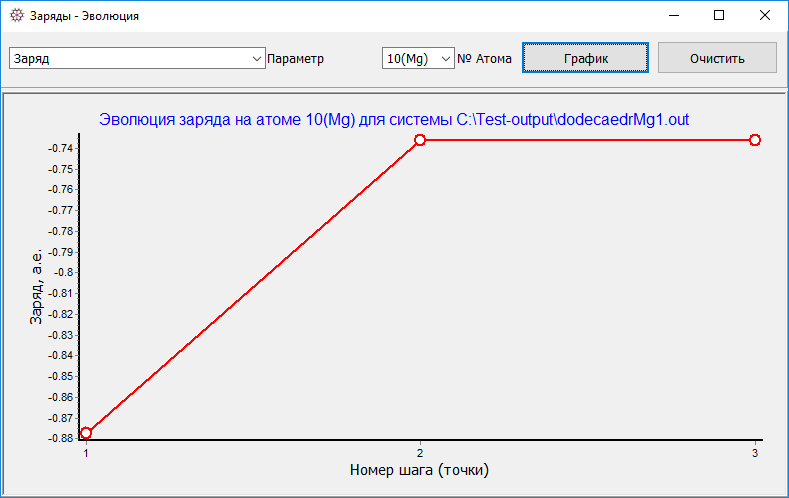 Заряды - Эволюция
Заряд Параметр 10(Mg) № Атома График Очистить
Эволюция заряда на атоме 10(Mg) для системы C:\Test-output\dodecaedrMg1.out
Заряд, а.е.
-0.74
-0.75
-0.76
-0.77
-0.78
-0.79
-0.8
-0.81
-0.82
-0.83
-0.84
-0.85
-0.86
-0.87
-0.88
1 2 3
Номер шага (точки)